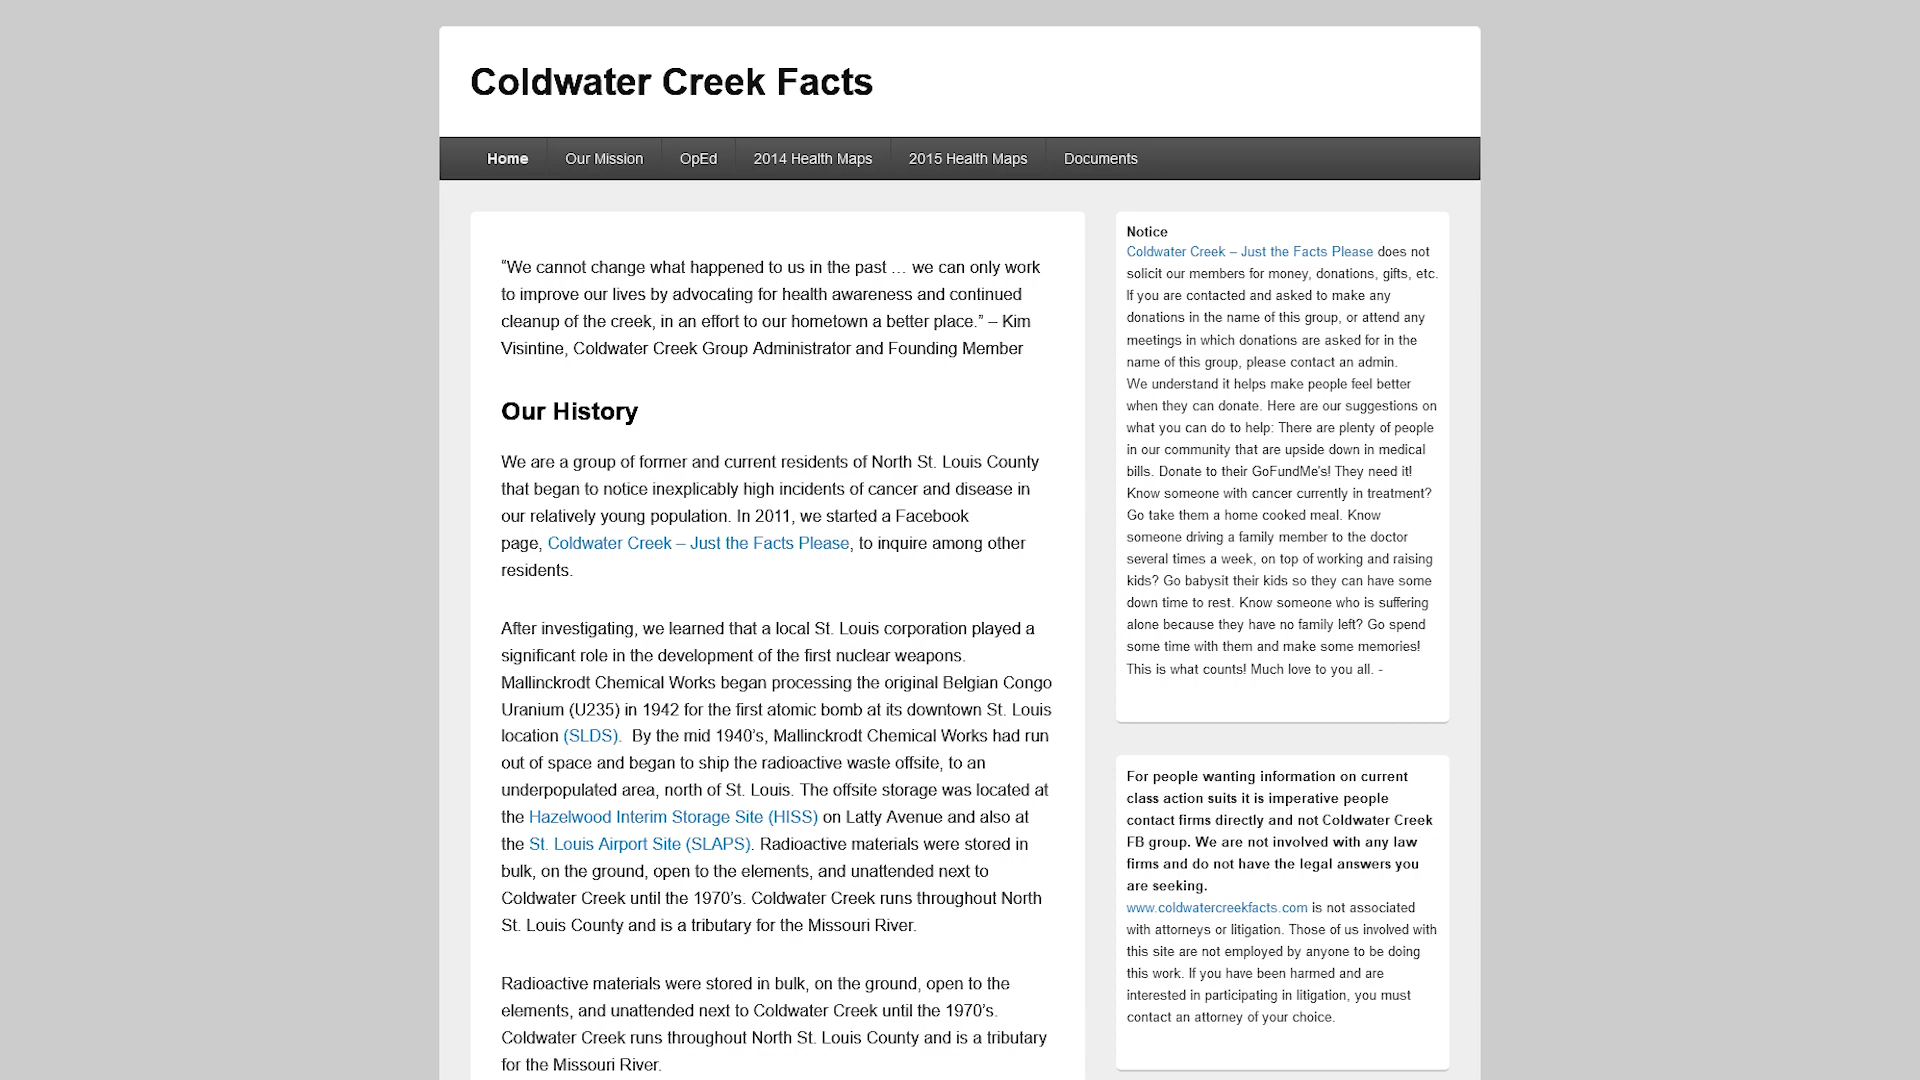 Coldwater Creek Facts
Home
Our Mission
OpEd
2014 Health Maps
2015 Health Maps
Documents
“We cannot change what happened to us in the past … we can only work
to improve our lives by advocating for health awareness and continued
cleanup of the creek, in an effort to our hometown a better place.” – Kim
Visintine, Coldwater Creek Group Administrator and Founding Member
Our History
We are a group of former and current residents of North St. Louis County
that began to notice inexplicably high incidents of cancer and disease in
our relatively young population. In 2011, we started a Facebook
page, Coldwater Creek – Just the Facts Please, to inquire among other
residents.
After investigating, we learned that a local St. Louis corporation played a
significant role in the development of the first nuclear weapons.
Mallinckrodt Chemical Works began processing the original Belgian Congo
Uranium (U235) in 1942 for the first atomic bomb at its downtown St. Louis
location (SLDS).  By the mid 1940’s, Mallinckrodt Chemical Works had run
out of space and began to ship the radioactive waste offsite, to an
underpopulated area, north of St. Louis. The offsite storage was located at
the Hazelwood Interim Storage Site (HISS) on Latty Avenue and also at
the St. Louis Airport Site (SLAPS). Radioactive materials were stored in
bulk, on the ground, open to the elements, and unattended next to
Coldwater Creek until the 1970’s. Coldwater Creek runs throughout North
St. Louis County and is a tributary for the Missouri River.
Radioactive materials were stored in bulk, on the ground, open to the
elements, and unattended next to Coldwater Creek until the 1970’s.
Coldwater Creek runs throughout North St. Louis County and is a tributary
for the Missouri River.
Notice
Coldwater Creek – Just the Facts Please does not
solicit our members for money, donations, gifts, etc.
If you are contacted and asked to make any
donations in the name of this group, or attend any
meetings in which donations are asked for in the
name of this group, please contact an admin.
We understand it helps make people feel better
when they can donate. Here are our suggestions on
what you can do to help: There are plenty of people
in our community that are upside down in medical
bills. Donate to their GoFundMe's! They need it!
Know someone with cancer currently in treatment?
Go take them a home cooked meal. Know
someone driving a family member to the doctor
several times a week, on top of working and raising
kids? Go babysit their kids so they can have some
down time to rest. Know someone who is suffering
alone because they have no family left? Go spend
some time with them and make some memories!
This is what counts! Much love to you all. -
For people wanting information on current
class action suits it is imperative people
contact firms directly and not Coldwater Creek
FB group. We are not involved with any law
firms and do not have the legal answers you
are seeking.
www.coldwatercreekfacts.com is not associated
with attorneys or litigation. Those of us involved with
this site are not employed by anyone to be doing
this work. If you have been harmed and are
interested in participating in litigation, you must
contact an attorney of your choice.